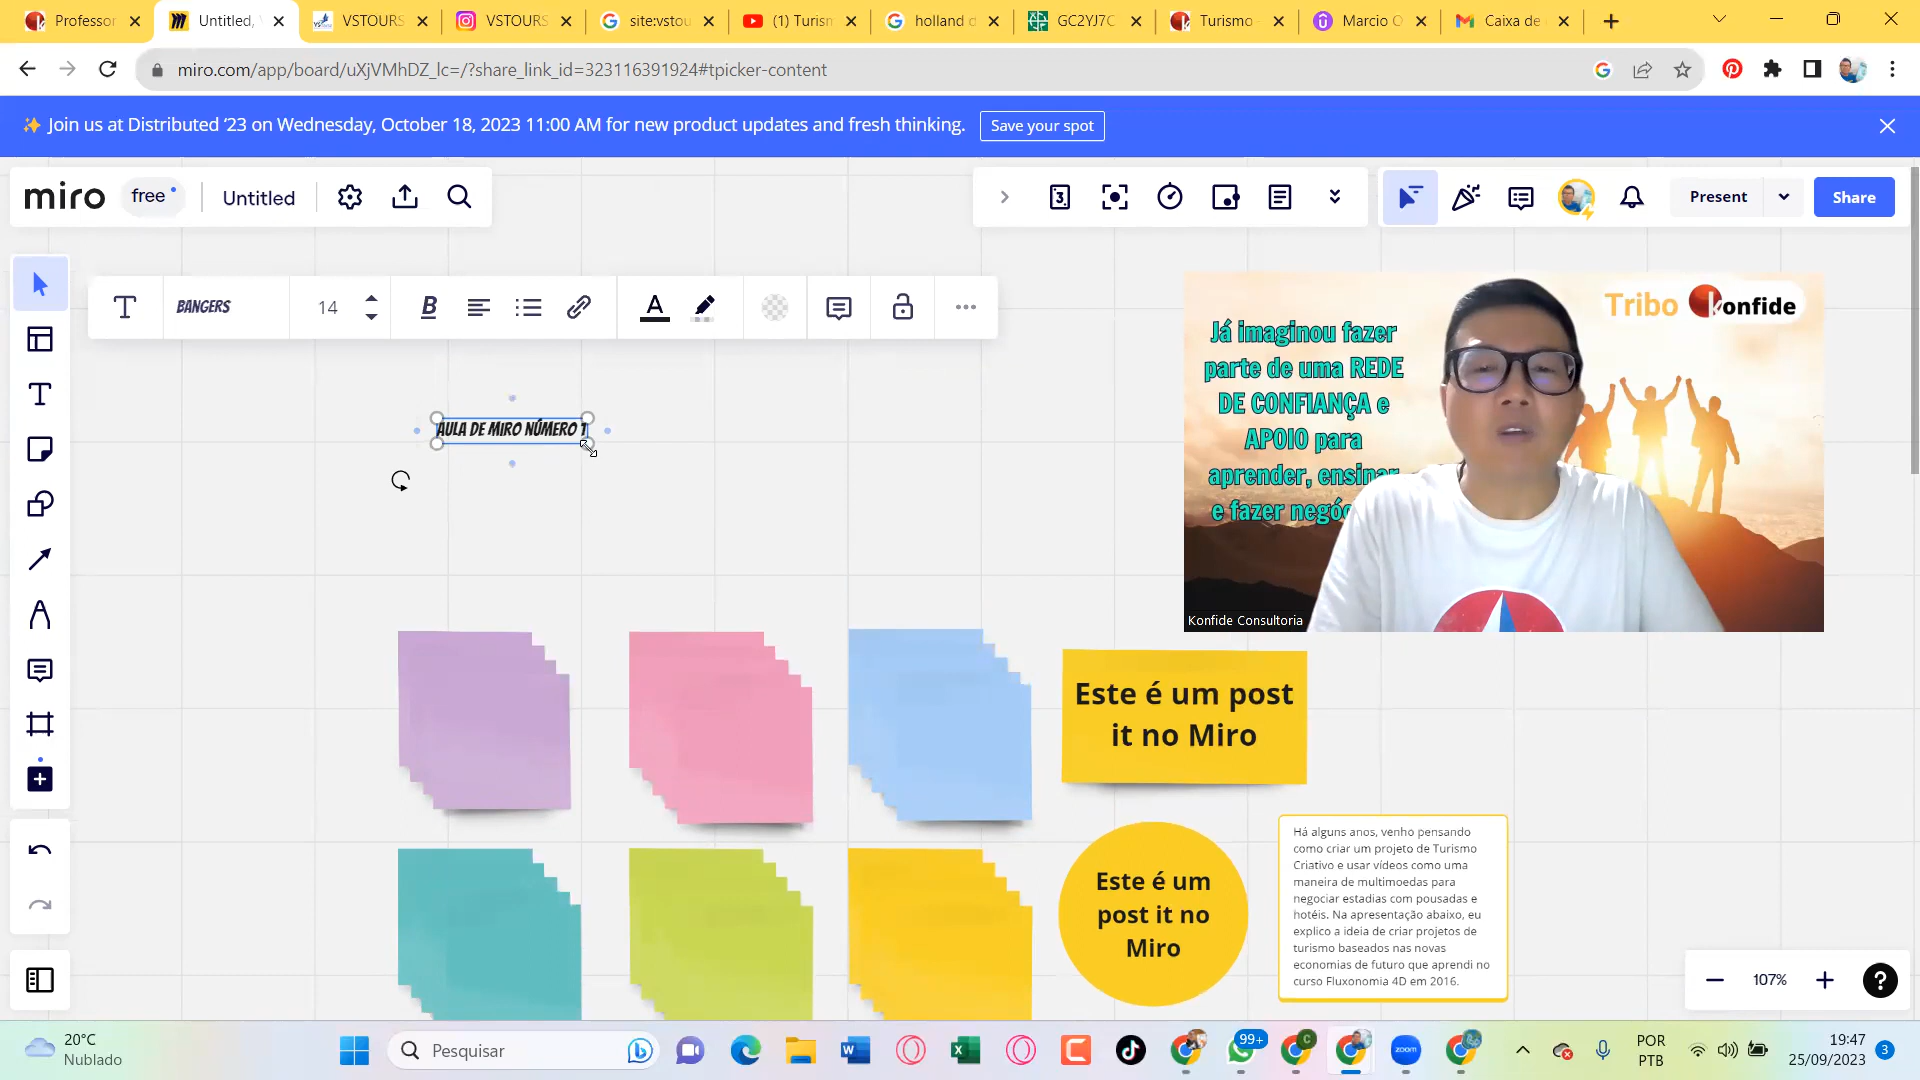 Professor
Untitled,
VSTOURS
VSTOURS
site:vstou
(1) Turism
holland d
GC2YJ7C
Turismo
Marcio O
Caixa de
miro.com/app/board/uXjVMhDZ_lc=/?share_link_id=323116391924#tpicker-content
✨ Join us at Distributed ‘23 on Wednesday, October 18, 2023 11:00 AM for new product updates and fresh thinking.
Save your spot
miro
free
Untitled
Present
Share
BANGERS
14
B
A
AULA DE MIRO NÚMERO 1
Tribo Konfide
Já imaginou fazer
parte de uma REDE
DE CONFIANÇA e
APOIO para
aprender, ensinar
e fazer negóc
Konfide Consultoria
Este é um post
it no Miro
Este é um
post it no
Miro
Há alguns anos, venho pensando
como criar um projeto de Turismo
Criativo e usar vídeos como uma
maneira de multimoedas para
negociar estadias com pousadas e
hotéis. Na apresentação abaixo, eu
explico a ideia de criar projetos de
turismo baseados nas novas
economias de futuro que aprendi no
curso Fluxonomia 4D em 2016.
107%
20°C
Nublado
Pesquisar
99+
zoom
POR
PTB
19:47
25/09/2023
3